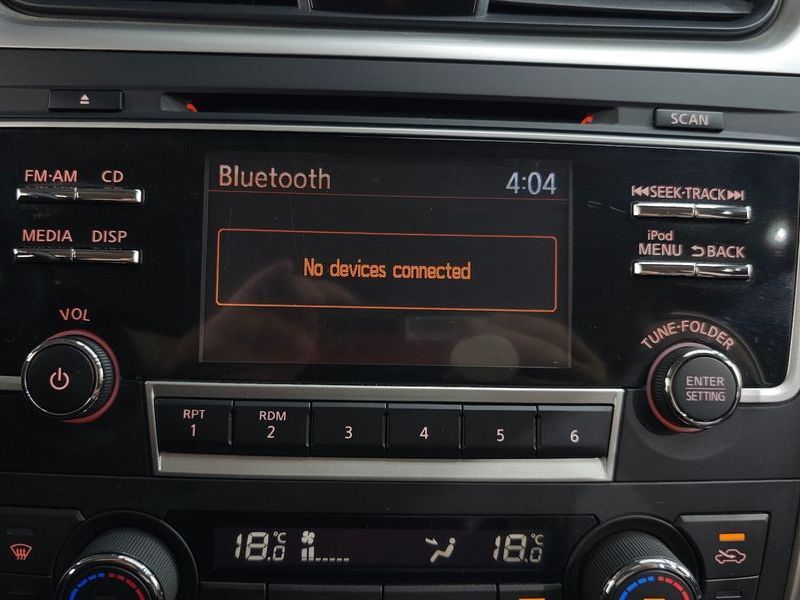 SCAN
FM·AM CD
MEDIA DISP
VOL
Bluetooth 4:04
No devices connected
SEEK·TRACK
iPod
MENU BACK
TUNE·FOLDER
ENTER
SETTING
RPT
1
RDM
2
3
4
5
6
18.0°C
18.0°C